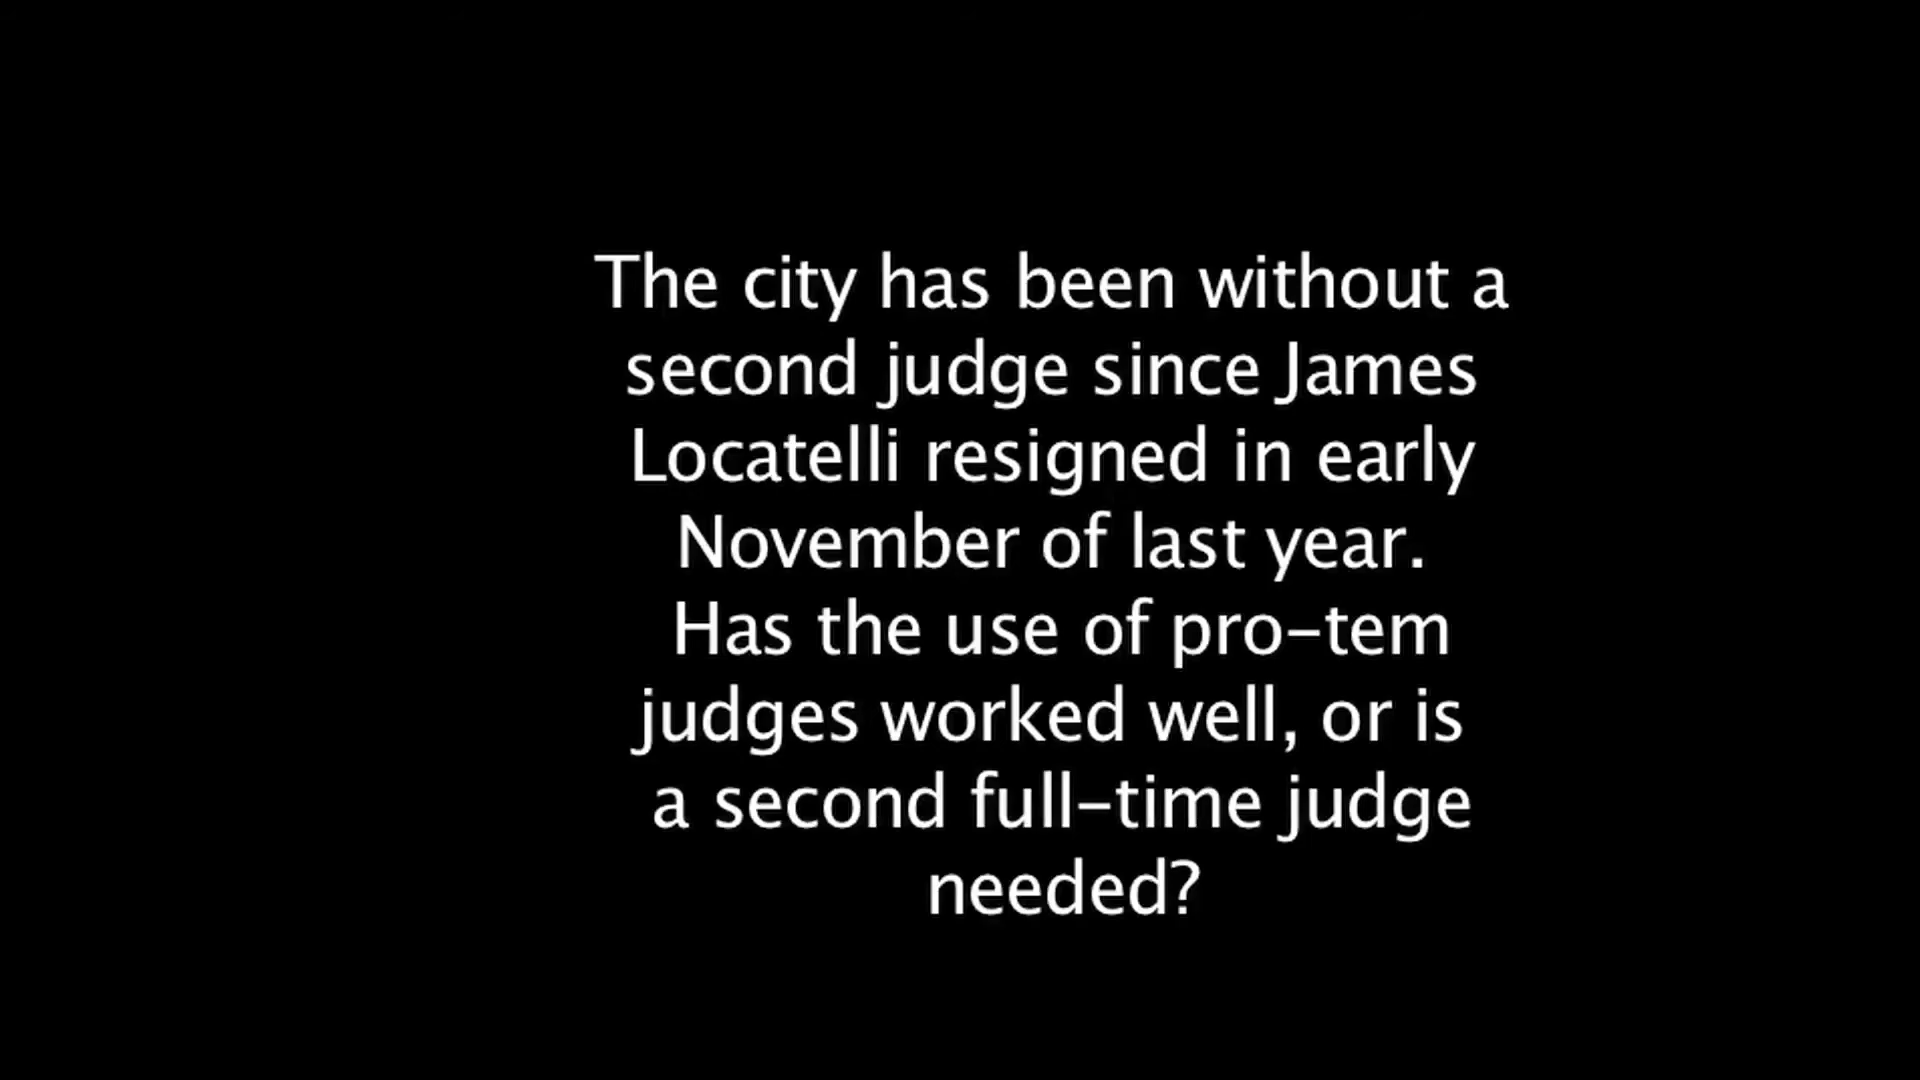 The city has been without a
second judge since James
Locatelli resigned in early
November of last year.
Has the use of pro-tem
judges worked well, or is
a second full-time judge
needed?